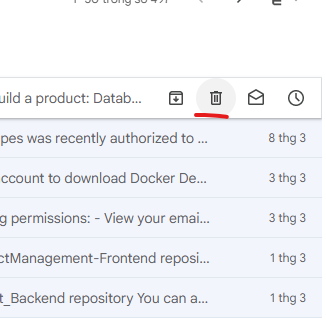 uild a product: Datab...
pes was recently authorized to ...
8 thg 3
ccount to download Docker De...
3 thg 3
g permissions: - View your emai...
3 thg 3
ctManagement-Frontend reposi...
1 thg 3
t_Backend repository You can a...
1 thg 3